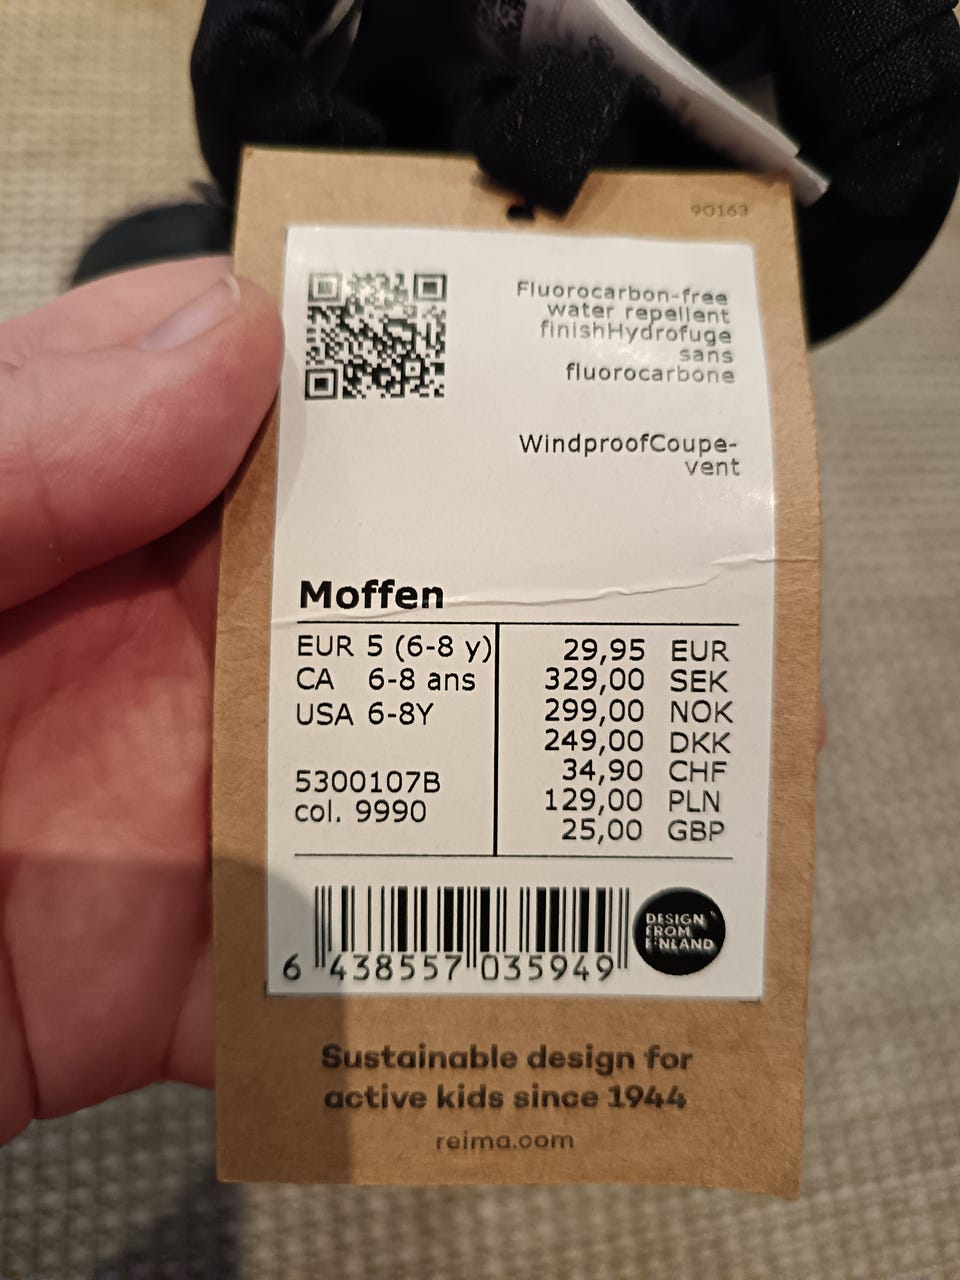 90163
Fluorocarbon-free
water repellent
finishHydrofuge
sans
fluorocarbone
WindproofCoupe-
vent
Moffen
EUR 5 (6-8 y)
CA 6-8 ans
USA 6-8Y
5300107B
col. 9990
29,95 EUR
329,00 SEK
299,00 NOK
249,00 DKK
34,90 CHF
129,00 PLN
25,00 GBP
6 438557 035949
DESIGN
FROM
FINLAND
Sustainable design for
active kids since 1944
reima.com